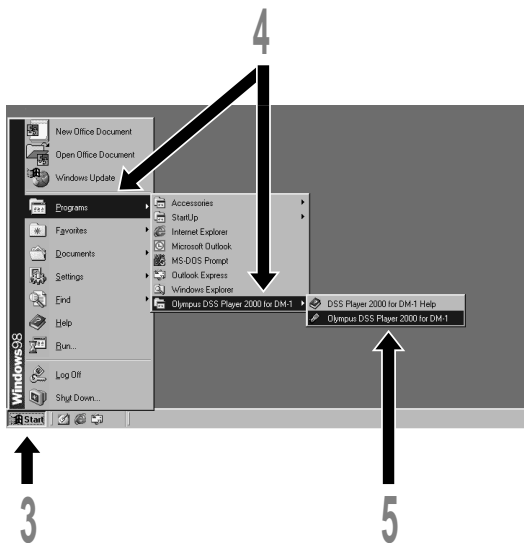 4
New Office Document
Open Office Document
Windows Update
Programs
Favorites
Documents
Settings
Find
Help
Run...
Log Off
Shut Down...
Windows98
Accessories
StartUp
Internet Explorer
Microsoft Outlook
MS-DOS Prompt
Outlook Express
Windows Explorer
Olympus DSS Player 2000 for DM-1
DSS Player 2000 for DM-1 Help
Olympus DSS Player 2000 for DM-1
Start
3
5